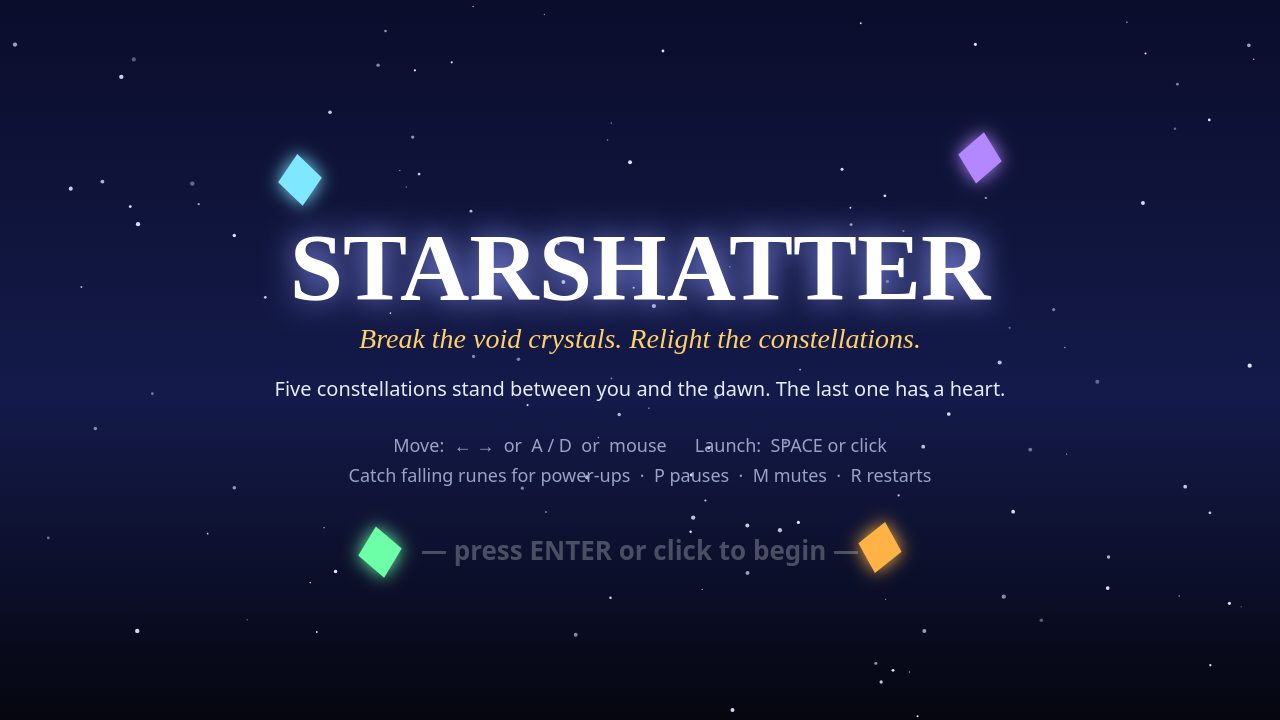 STARSHATTER
Break the void crystals. Relight the constellations.
Five constellations stand between you and the dawn. The last one has a heart.
Move: ← → or A / D or mouse Launch: SPACE or click
Catch falling runes for power-ups · P pauses · M mutes · R restarts
— press ENTER or click to begin —